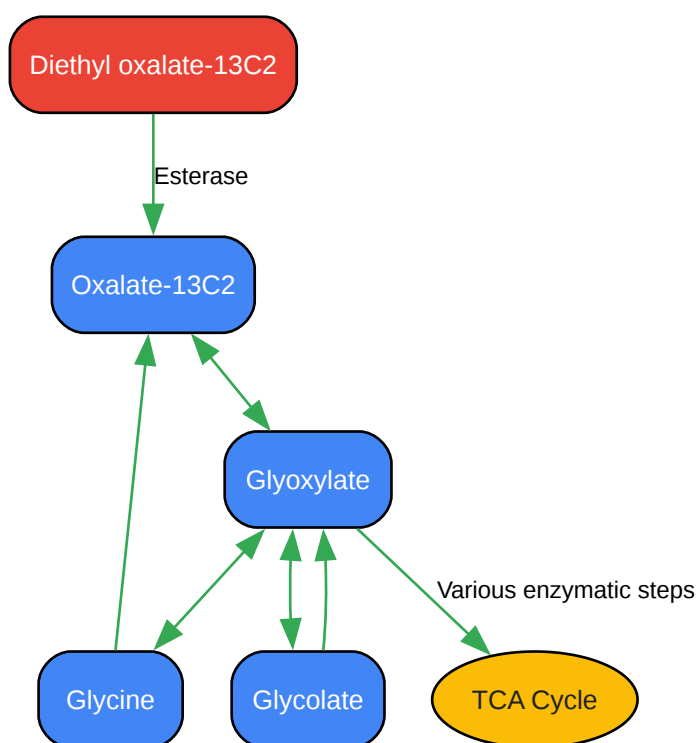 Diethyl oxalate-13C2
Esterase
Oxalate-13C2
Glyoxylate
Various enzymatic steps
Glycine
Glycolate
TCA Cycle